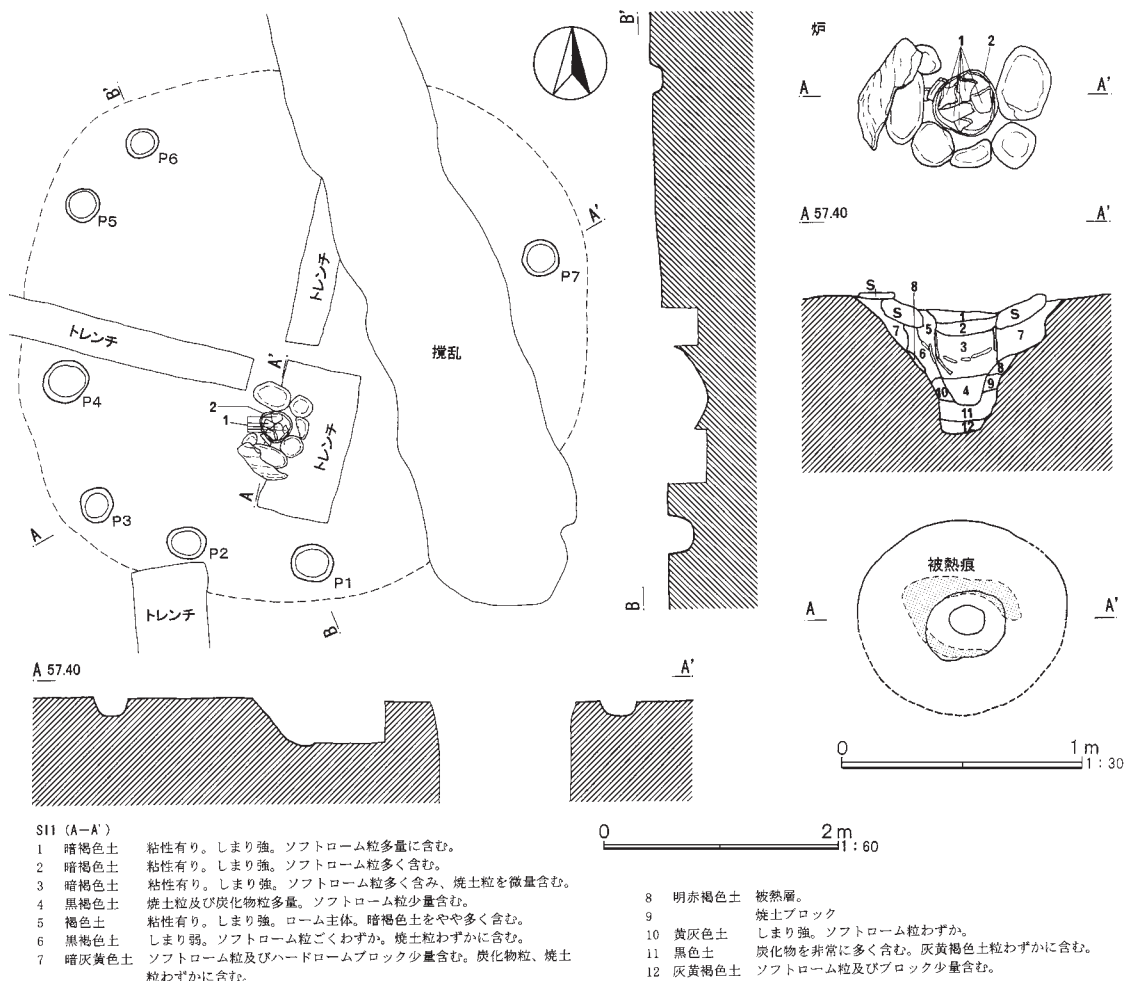 B'
P6
P5
P7
A'
トレンチ
トレンチ
撹乱
P4
A'
2
1
トレンチ
A
P3
A
P2
P1
トレンチ
B
B'
B
炉
1 2
A A'
A 57.40 A'
S 8 S
1
5 2
7 6 3 7
8
10 4 9
11
12
被熱痕
A A'
0 1m
1:30
A 57.40 A'
0 2m
1:60
SI1 (A-A')
1 暗褐色土 粘性有り。しまり強。ソフトローム粒多量に含む。
2 暗褐色土 粘性有り。しまり強。ソフトローム粒多く含む。
3 暗褐色土 粘性有り。しまり強。ソフトローム粒多く含み、焼土粒を微量含む。
4 黒褐色土 焼土粒及び炭化物粒多量。ソフトローム粒少量含む。
5 褐色土 粘性有り。しまり強。ローム主体。暗褐色土をやや多く含む。
6 黒褐色土 しまり弱。ソフトローム粒ごくわずか。焼土粒わずかに含む。
7 暗灰黄色土 ソフトローム粒及びハードロームブロック少量含む。炭化物粒、焼土
粒わずかに含む。
8 明赤褐色土 被熱層。
9 焼土ブロック
10 黄灰色土 しまり強。ソフトローム粒わずか。
11 黒色土 炭化物を非常に多く含む。灰黄褐色土粒わずかに含む。
12 灰黄褐色土 ソフトローム粒及びブロック少量含む。